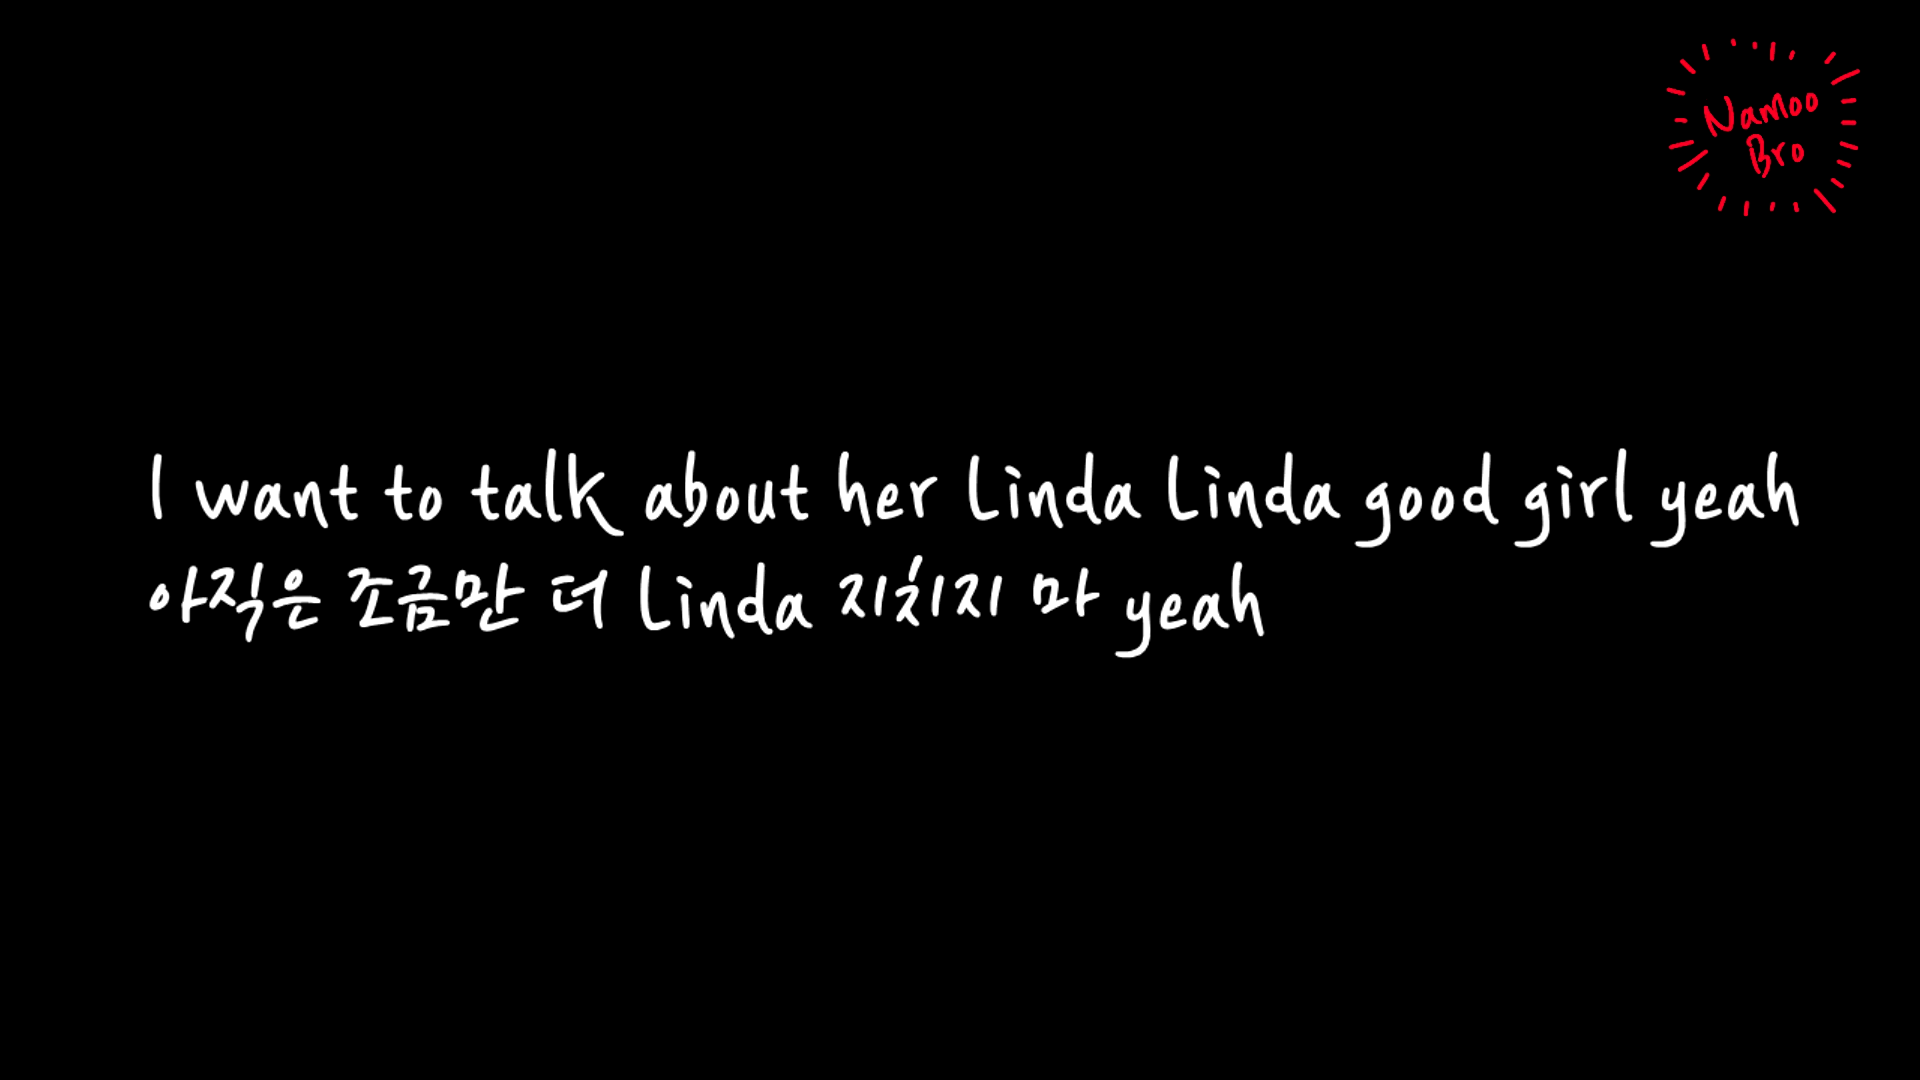 Namoo
Bro
I want to talk about her Linda Linda good girl yeah
아직은 조금만 더 Linda 지치지 마 yeah